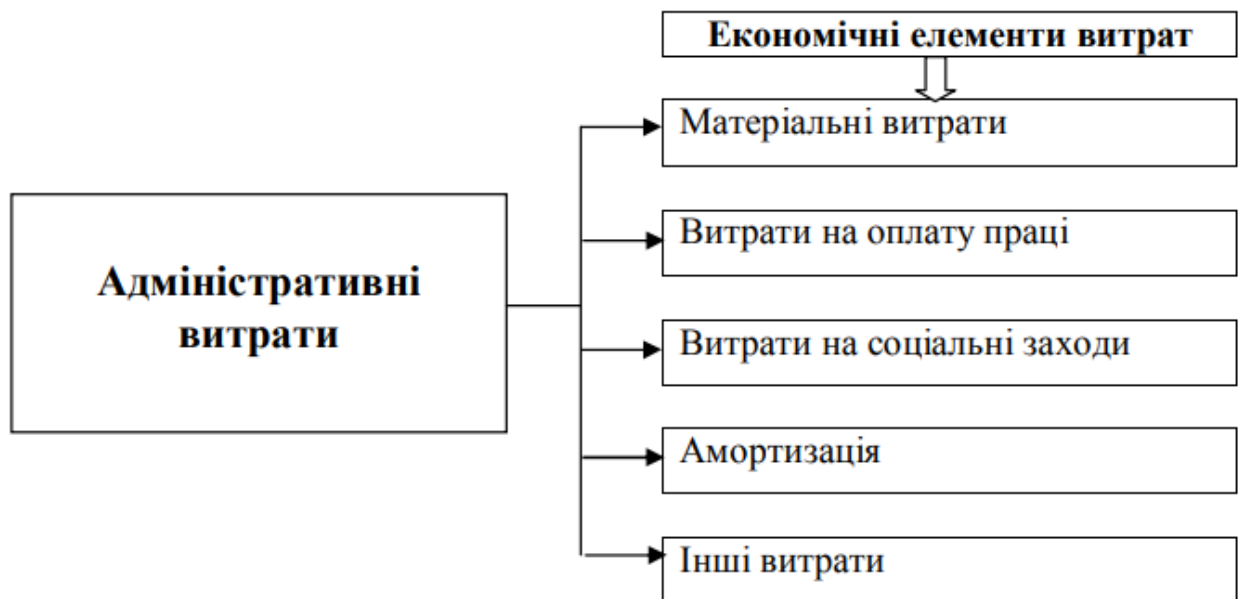 Економічні елементи витрат
Матеріальні витрати
Витрати на оплату праці
Адміністративні
витрати
Витрати на соціальні заходи
Амортизація
Інші витрати